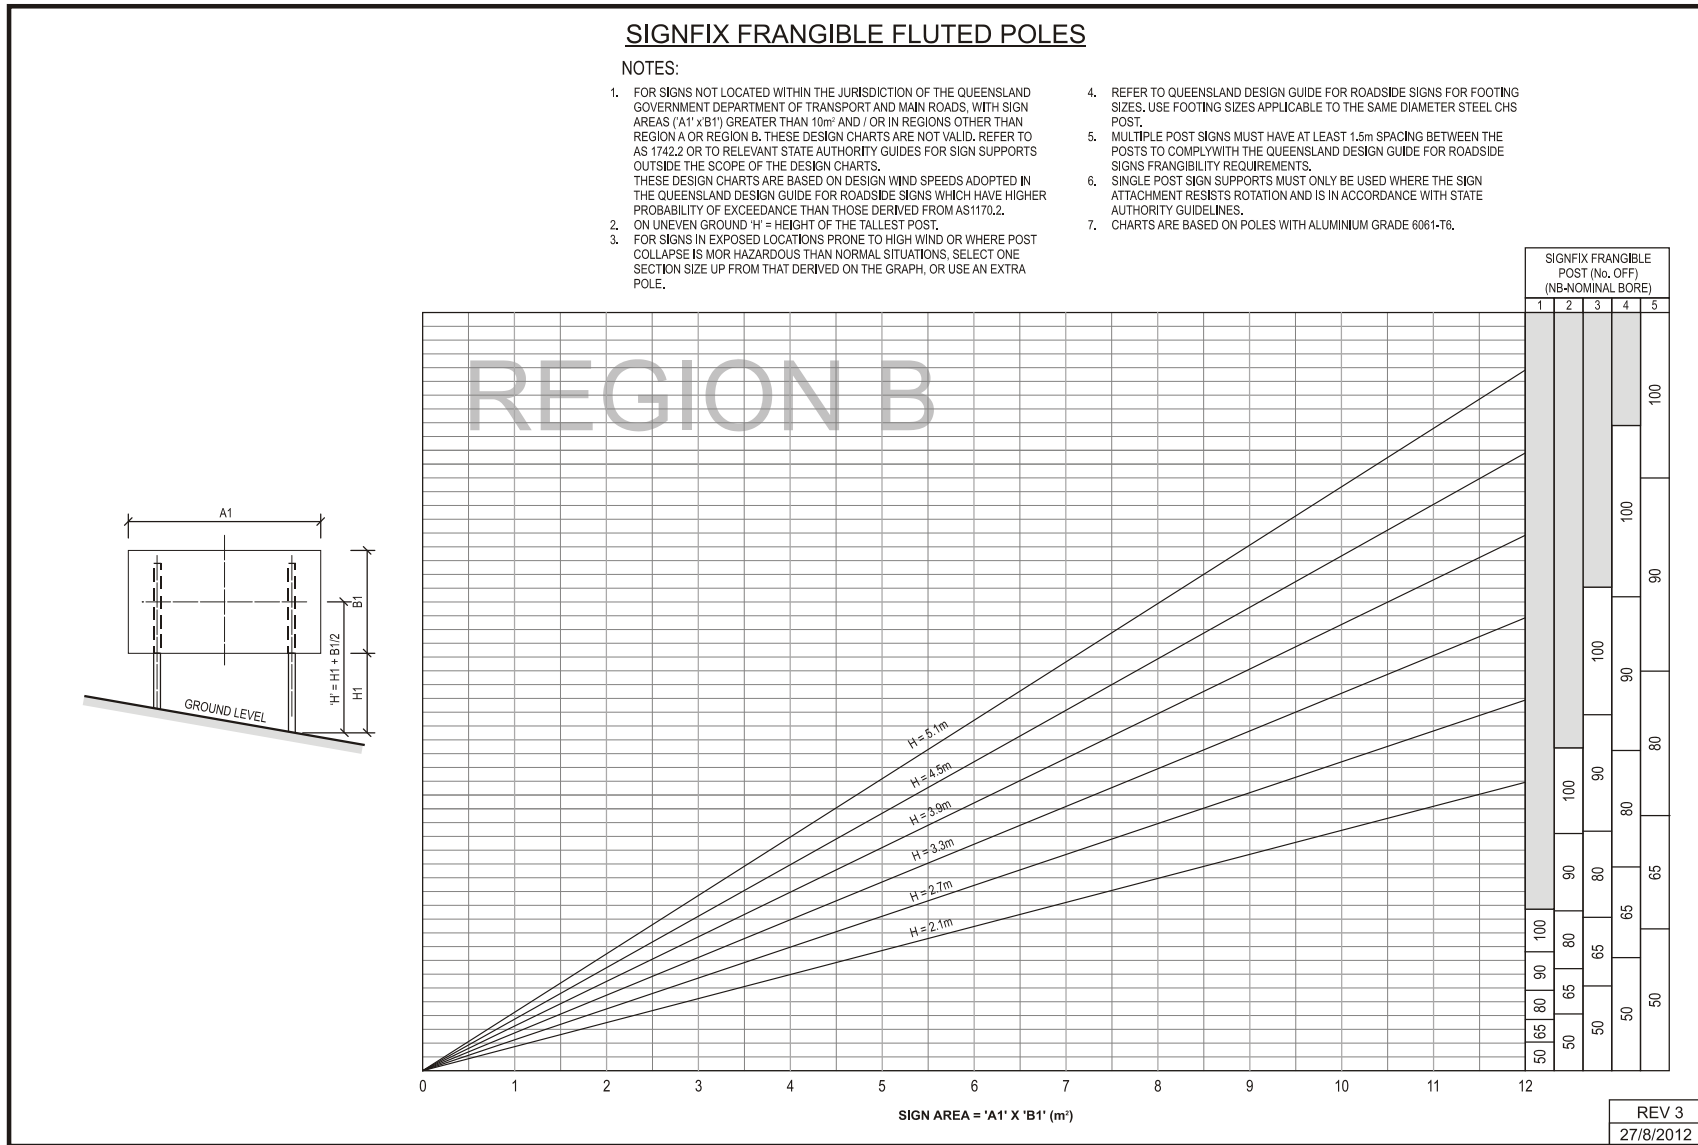 SIGNFIX FRANGIBLE FLUTED POLES
NOTES:
1. FOR SIGNS NOT LOCATED WITHIN THE JURISDICTION OF THE QUEENSLAND
GOVERNMENT DEPARTMENT OF TRANSPORT AND MAIN ROADS, WITH SIGN
AREAS ('A1' x'B1') GREATER THAN 10m² AND / OR IN REGIONS OTHER THAN
REGION A OR REGION B. THESE DESIGN CHARTS ARE NOT VALID. REFER TO
AS 1742.2 OR TO RELEVANT STATE AUTHORITY GUIDES FOR SIGN SUPPORTS
OUTSIDE THE SCOPE OF THE DESIGN CHARTS.
THESE DESIGN CHARTS ARE BASED ON DESIGN WIND SPEEDS ADOPTED IN
THE QUEENSLAND DESIGN GUIDE FOR ROADSIDE SIGNS WHICH HAVE HIGHER
PROBABILITY OF EXCEEDANCE THAN THOSE DERIVED FROM AS1170.2.
2. ON UNEVEN GROUND 'H' = HEIGHT OF THE TALLEST POST.
3. FOR SIGNS IN EXPOSED LOCATIONS PRONE TO HIGH WIND OR WHERE POST
COLLAPSE IS MOR HAZARDOUS THAN NORMAL SITUATIONS, SELECT ONE
SECTION SIZE UP FROM THAT DERIVED ON THE GRAPH, OR USE AN EXTRA
POLE.
4. REFER TO QUEENSLAND DESIGN GUIDE FOR ROADSIDE SIGNS FOR FOOTING
SIZES. USE FOOTING SIZES APPLICABLE TO THE SAME DIAMETER STEEL CHS
POST.
5. MULTIPLE POST SIGNS MUST HAVE AT LEAST 1.5m SPACING BETWEEN THE
POSTS TO COMPLYWITH THE QUEENSLAND DESIGN GUIDE FOR ROADSIDE
SIGNS FRANGIBILITY REQUIREMENTS.
6. SINGLE POST SIGN SUPPORTS MUST ONLY BE USED WHERE THE SIGN
ATTACHMENT RESISTS ROTATION AND IS IN ACCORDANCE WITH STATE
AUTHORITY GUIDELINES.
7. CHARTS ARE BASED ON POLES WITH ALUMINIUM GRADE 6061-T6.
SIGNFIX FRANGIBLE
POST (No. OFF)
(NB-NOMINAL BORE)
1 2 3 4 5
REGION B
A1
B1
'H' = H1 + B1/2
H1
GROUND LEVEL
H = 5.1m
H = 4.5m
H = 3.9m
H = 3.3m
H = 2.7m
H = 2.1m
100
90
80
65
50
100
90
80
65
50
100
90
80
65
50
100
90
80
65
50
100
90
80
65
50
0 1 2 3 4 5 6 7 8 9 10 11 12
SIGN AREA = 'A1' X 'B1' (m²)
REV 3
27/8/2012